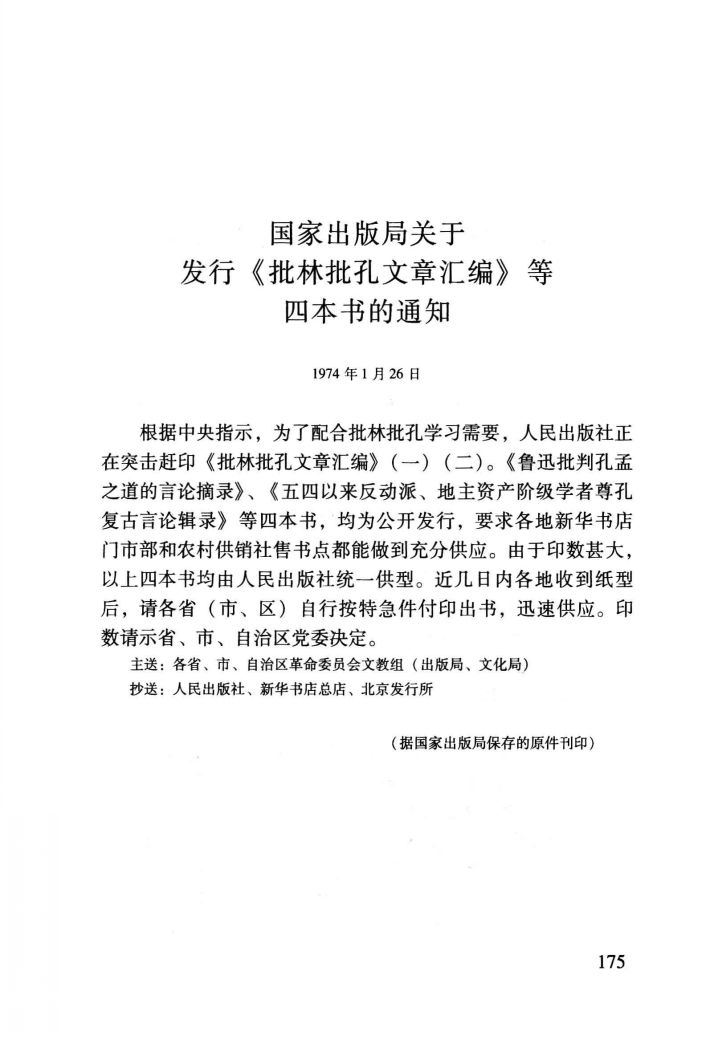 国家出版局关于
发行《批林批孔文章汇编》等
四本书的通知
1974年1月26日
根据中央指示，为了配合批林批孔学习需要，人民出版社正
在突击赶印《批林批孔文章汇编》（一）（二）。《鲁迅批判孔孟
之道的言论摘录》、《五四以来反动派、地主资产阶级学者尊孔
复古言论辑录》等四本书，均为公开发行，要求各地新华书店
门市部和农村供销社售书点都能做到充分供应。由于印数甚大，
以上四本书均由人民出版社统一供型。近几日内各地收到纸型
后，请各省（市、区）自行按特急件付印出书，迅速供应。印
数请示省、市、自治区党委决定。
主送：各省、市、自治区革命委员会文教组（出版局、文化局）
抄送：人民出版社、新华书店总店、北京发行所
（据国家出版局保存的原件刊印）
175